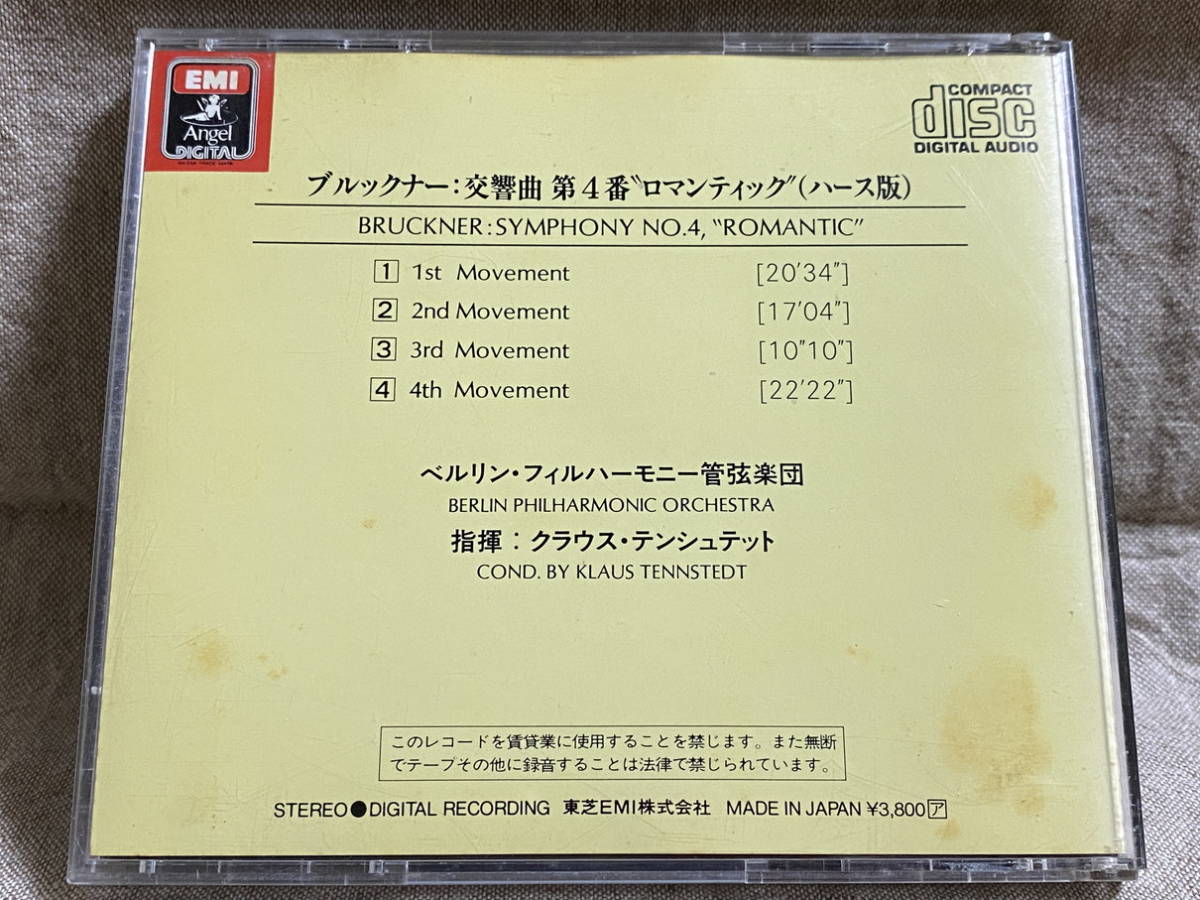 EMI
Angel
DIGITAL
COMPACT
disc
DIGITAL AUDIO
ブルックナー：交響曲 第4番〝ロマンティック〟(ハース版)
BRUCKNER:SYMPHONY NO.4, “ROMANTIC”
1 1st Movement [20′34″]
2 2nd Movement [17′04″]
3 3rd Movement [10″10″]
4 4th Movement [22′22″]
ベルリン・フィルハーモニー管弦楽団
BERLIN PHILHARMONIC ORCHESTRA
指揮：クラウス・テンシュテット
COND. BY KLAUS TENNSTEDT
このレコードを賃貸業に使用することを禁じます。また無断
でテープその他に録音することは法律で禁じられています。
STEREO●DIGITAL RECORDING 東芝EMI株式会社 MADE IN JAPAN ¥3,800ア